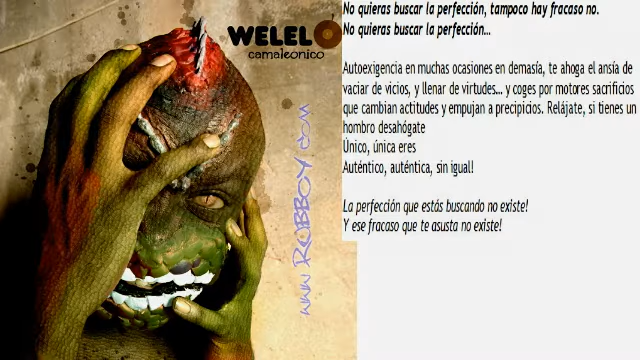 WELELO
camaleonico
www.RUBBOY.com
No quieras buscar la perfección, tampoco hay fracaso no.
No quieras buscar la perfección...
Autoexigencia en muchas ocasiones en demasía, te ahoga el ansía de
vaciar de vicios, y llenar de virtudes... y coges por motores sacrificios
que cambian actitudes y empujan a precipicios. Relájate, si tienes un
hombro desahógate
Único, única eres
Auténtico, auténtica, sin igual!
La perfección que estás buscando no existe!
Y ese fracaso que te asusta no existe!